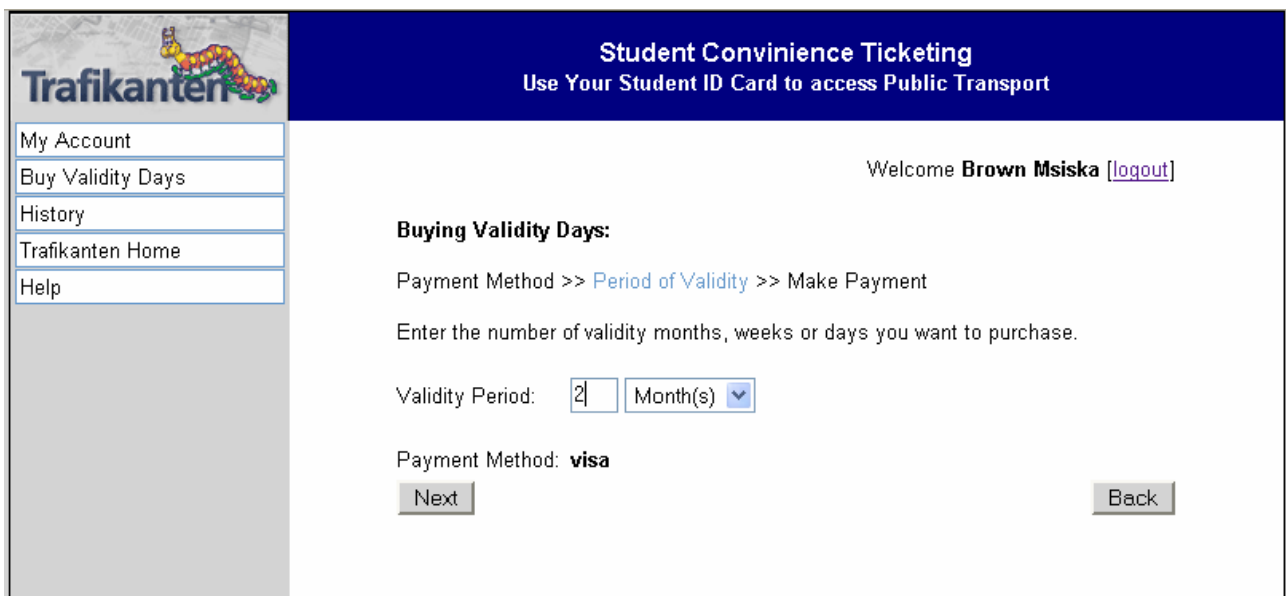 Trafikanten
Student Convinience Ticketing
Use Your Student ID Card to access Public Transport
My Account
Buy Validity Days
History
Trafikanten Home
Help
Welcome Brown Msiska [logout]
Buying Validity Days:
Payment Method >> Period of Validity >> Make Payment
Enter the number of validity months, weeks or days you want to purchase.
Validity Period: 2 Month(s)
Payment Method: visa
Next Back